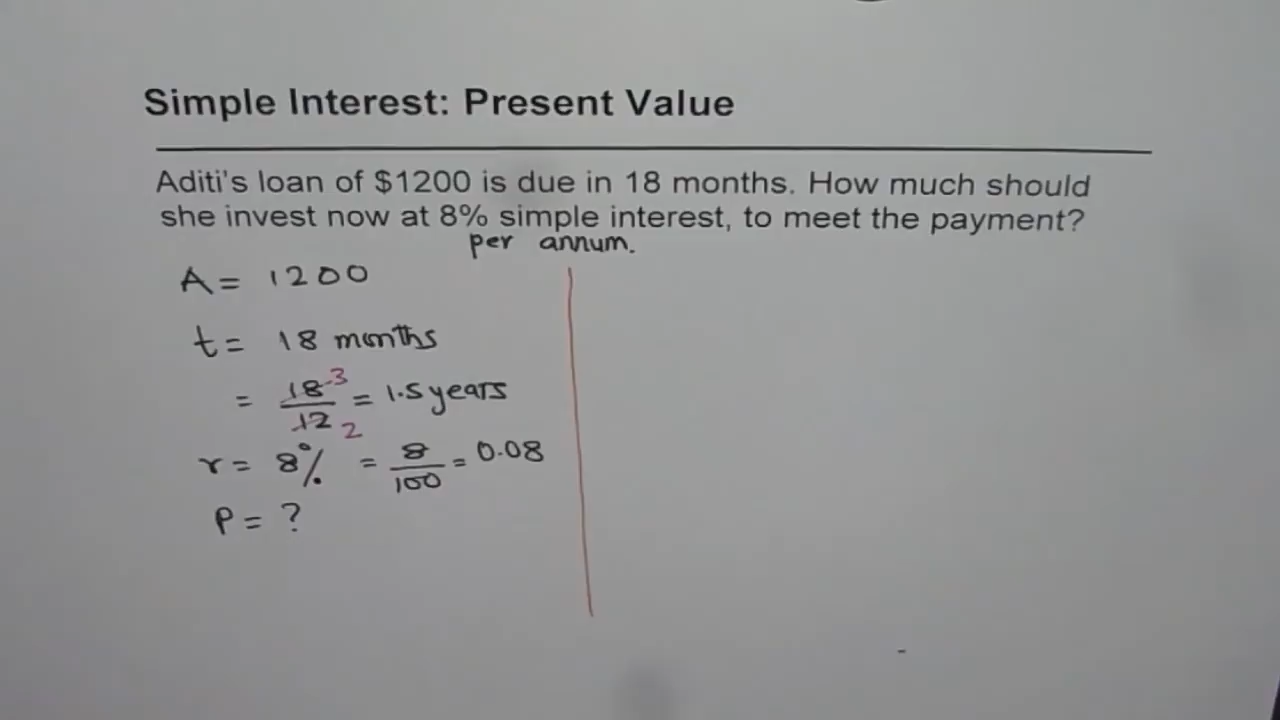 Simple Interest: Present Value
Aditi's loan of $1200 is due in 18 months. How much should
she invest now at 8% simple interest, to meet the payment?
per annum.
A = 1200
t = 18 months
= 18/12 3/2 = 1.5 years
r = 8% = 8/100 = 0.08
P = ?